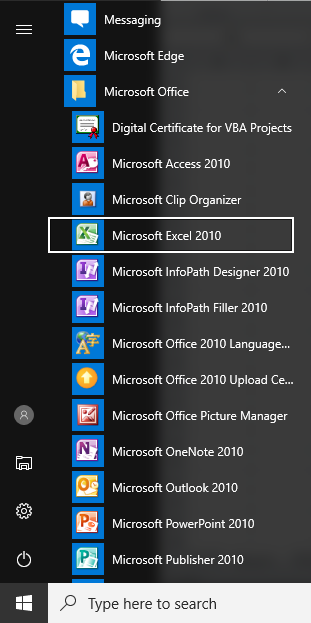 Messaging
Microsoft Edge
Microsoft Office
Digital Certificate for VBA Projects
Microsoft Access 2010
Microsoft Clip Organizer
Microsoft Excel 2010
Microsoft InfoPath Designer 2010
Microsoft InfoPath Filler 2010
Microsoft Office 2010 Language...
Microsoft Office 2010 Upload Ce...
Microsoft Office Picture Manager
Microsoft OneNote 2010
Microsoft Outlook 2010
Microsoft PowerPoint 2010
Microsoft Publisher 2010
Type here to search